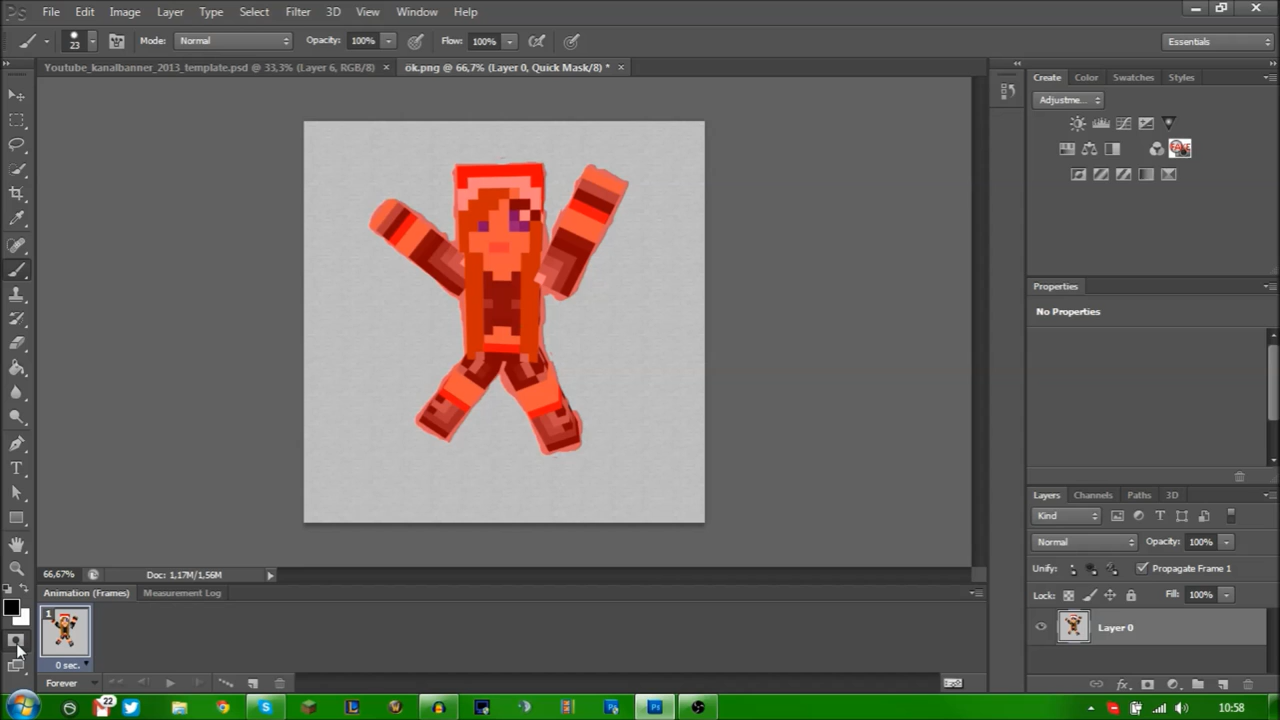 Ps File Edit Image Layer Type Select Filter 3D View Window Help
23 Mode: Normal Opacity: 100% Flow: 100% Essentials
Youtube_kanalbanner_2013_template.psd @ 33,3% (Layer 6, RGB/8) × ök.png @ 66,7% (Layer 0, Quick Mask/8) * ×
Create Color Swatches Styles
Adjustme...
FAKE
Properties
No Properties
Layers Channels Paths 3D
Kind
Normal Opacity: 100%
Unify: Propagate Frame 1
Lock: Fill: 100%
Layer 0
66,67% Doc: 1,17M/1,56M
Animation (Frames) Measurement Log
1
0 sec.
Forever
22
10:58